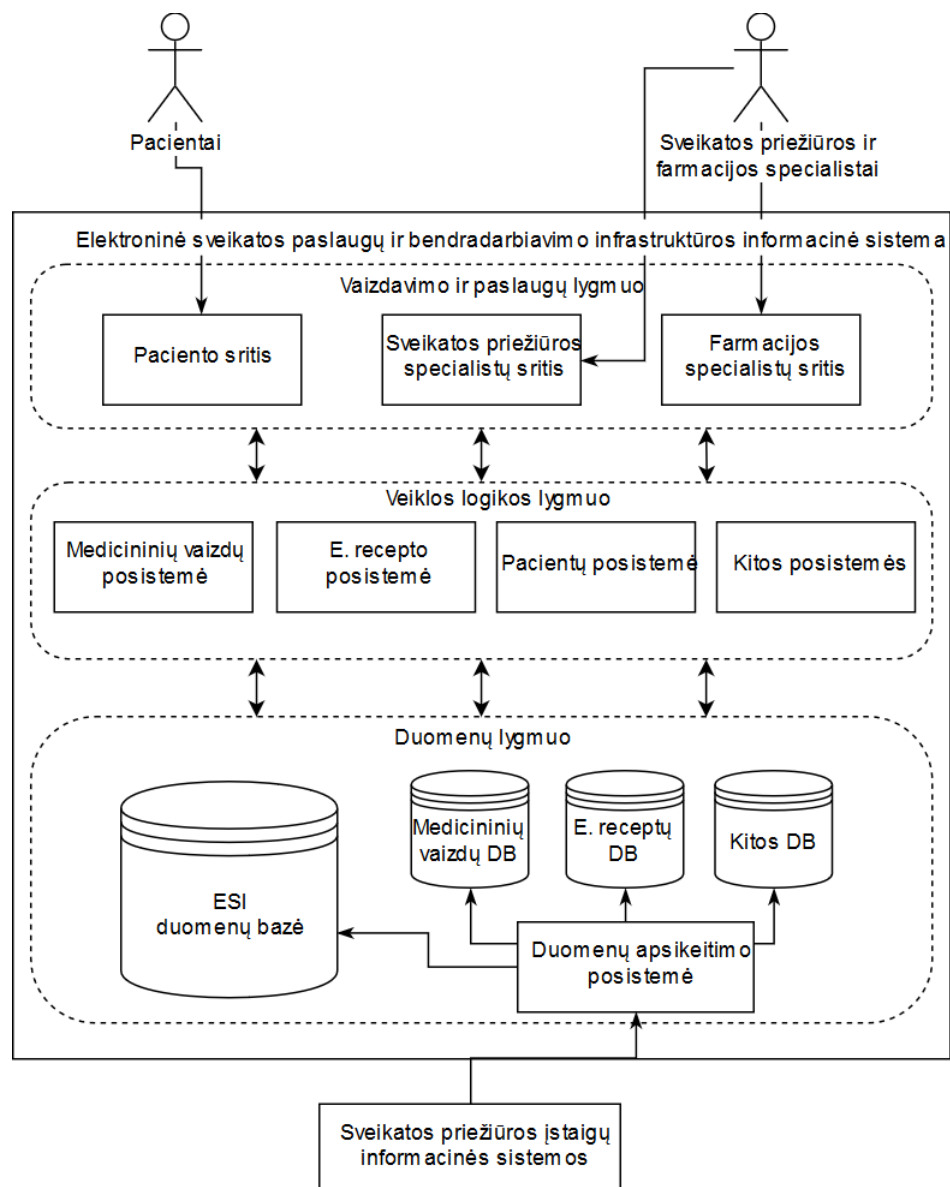 Pacientai
Sveikatos priežiūros ir
farmacijos specialistai
Elektroninė sveikatos paslaugų ir bendradarbiavimo infrastruktūros informacinė sistema
Vaizdavimo ir paslaugų lygmuo
Paciento sritis
Sveikatos priežiūros
specialistų sritis
Farmacijos
specialistų sritis
Veiklos logikos lygmuo
Medicininių vaizdų
posistemė
E. recepto
posistemė
Pacientų posistemė
Kitos posistemės
Duomenų lygmuo
ESI
duomenų bazė
Medicininių
vaizdų DB
E. receptų
DB
Kitos DB
Duomenų apsikeitimo
posistemė
Sveikatos priežiūros įstaigų
informacinės sistemos